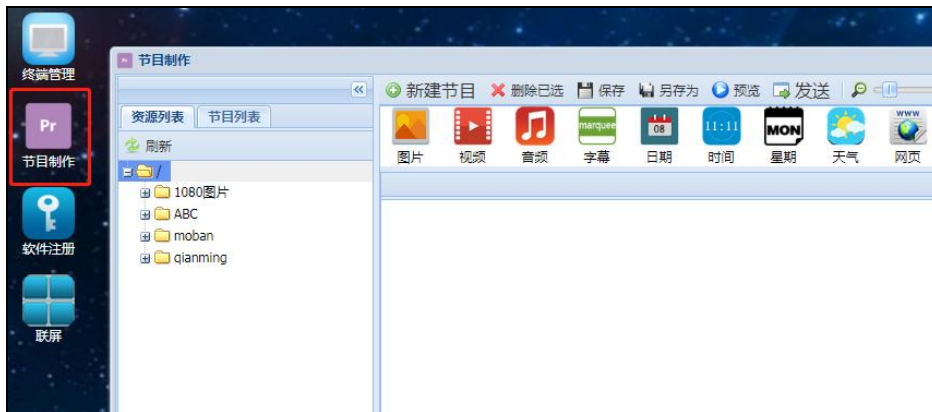 终端管理
Pr
节目制作
软件注册
联屏
Pr 节目制作
资源列表 节目列表
刷新
/
1080图片
ABC
moban
qianming
新建节目 删除已选 保存 另存为 预览 发送
marquee 08 11:11 MON WWW
图片 视频 音频 字幕 日期 时间 星期 天气 网页